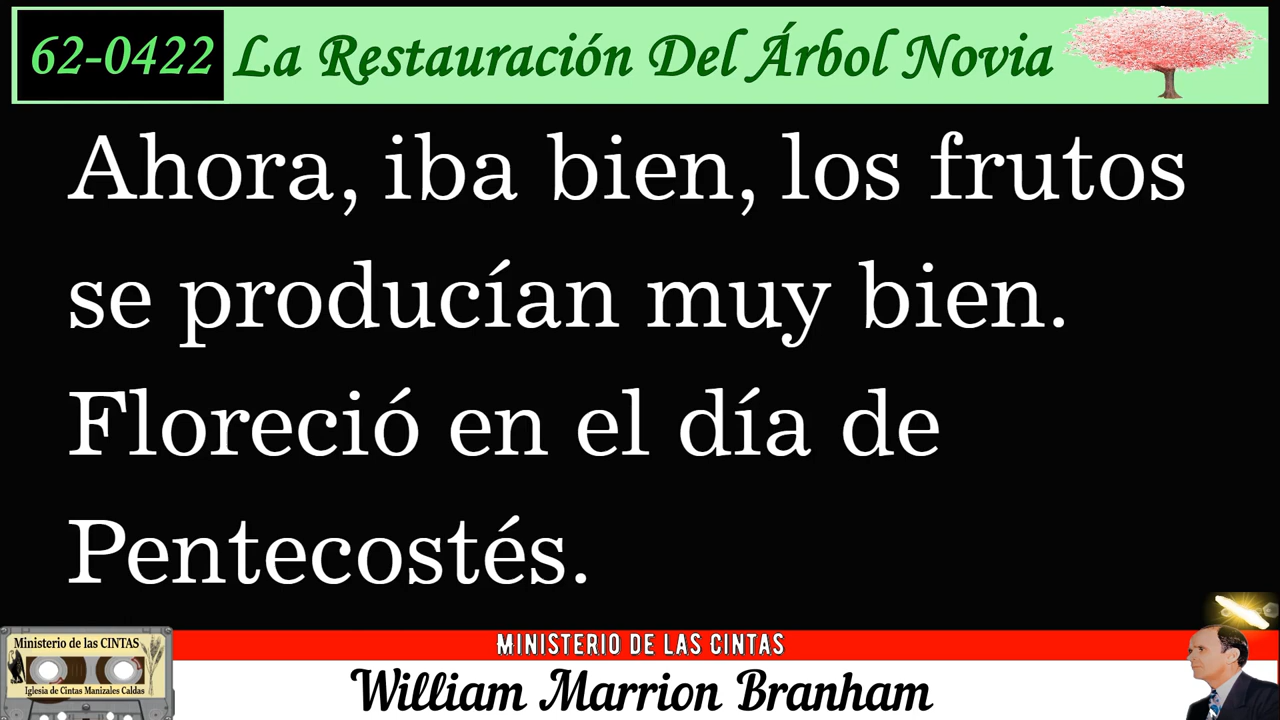 62-0422 La Restauración Del Árbol Novia
Ahora, iba bien, los frutos
se producían muy bien.
Floreció en el día de
Pentecostés.
MINISTERIO DE LAS CINTAS
William Marrion Branham
Ministerio de las CINTAS
Iglesia de Cintas Manizales Caldas